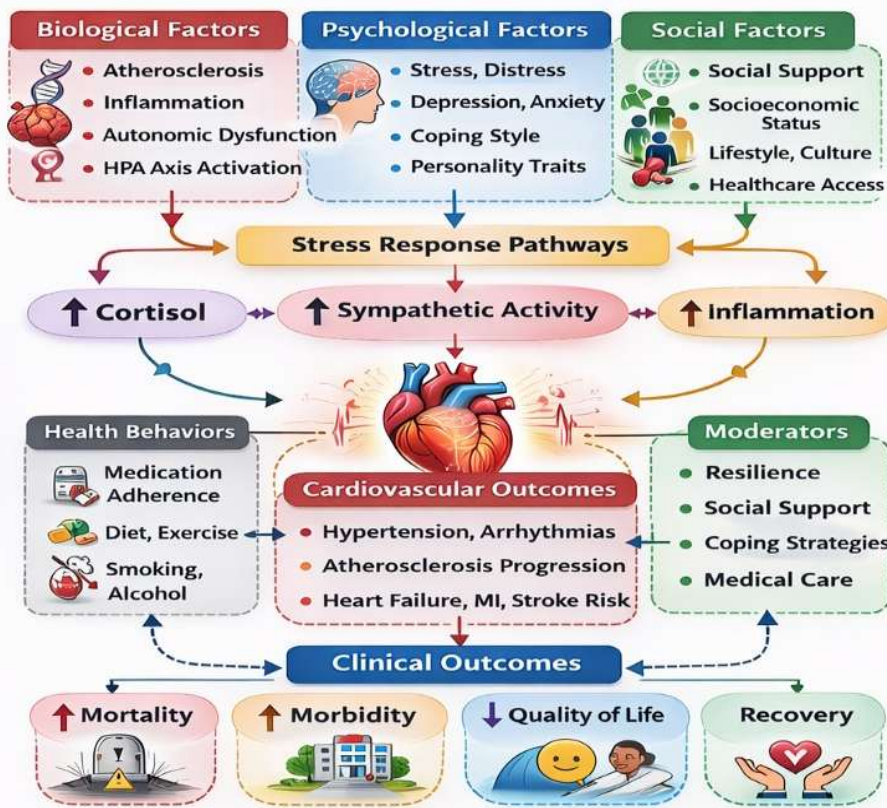 Biological Factors
Atherosclerosis
Inflammation
Autonomic Dysfunction
HPA Axis Activation
Psychological Factors
Stress, Distress
Depression, Anxiety
Coping Style
Personality Traits
Social Factors
Social Support
Socioeconomic
Status
Lifestyle, Culture
Healthcare Access
Stress Response Pathways
Cortisol
Sympathetic Activity
Inflammation
Health Behaviors
Medication
Adherence
Diet, Exercise
Smoking,
Alcohol
Cardiovascular Outcomes
Hypertension, Arrhythmias
Atherosclerosis Progression
Heart Failure, MI, Stroke Risk
Moderators
Resilience
Social Support
Coping Strategies
Medical Care
Clinical Outcomes
Mortality
Morbidity
Quality of Life
Recovery